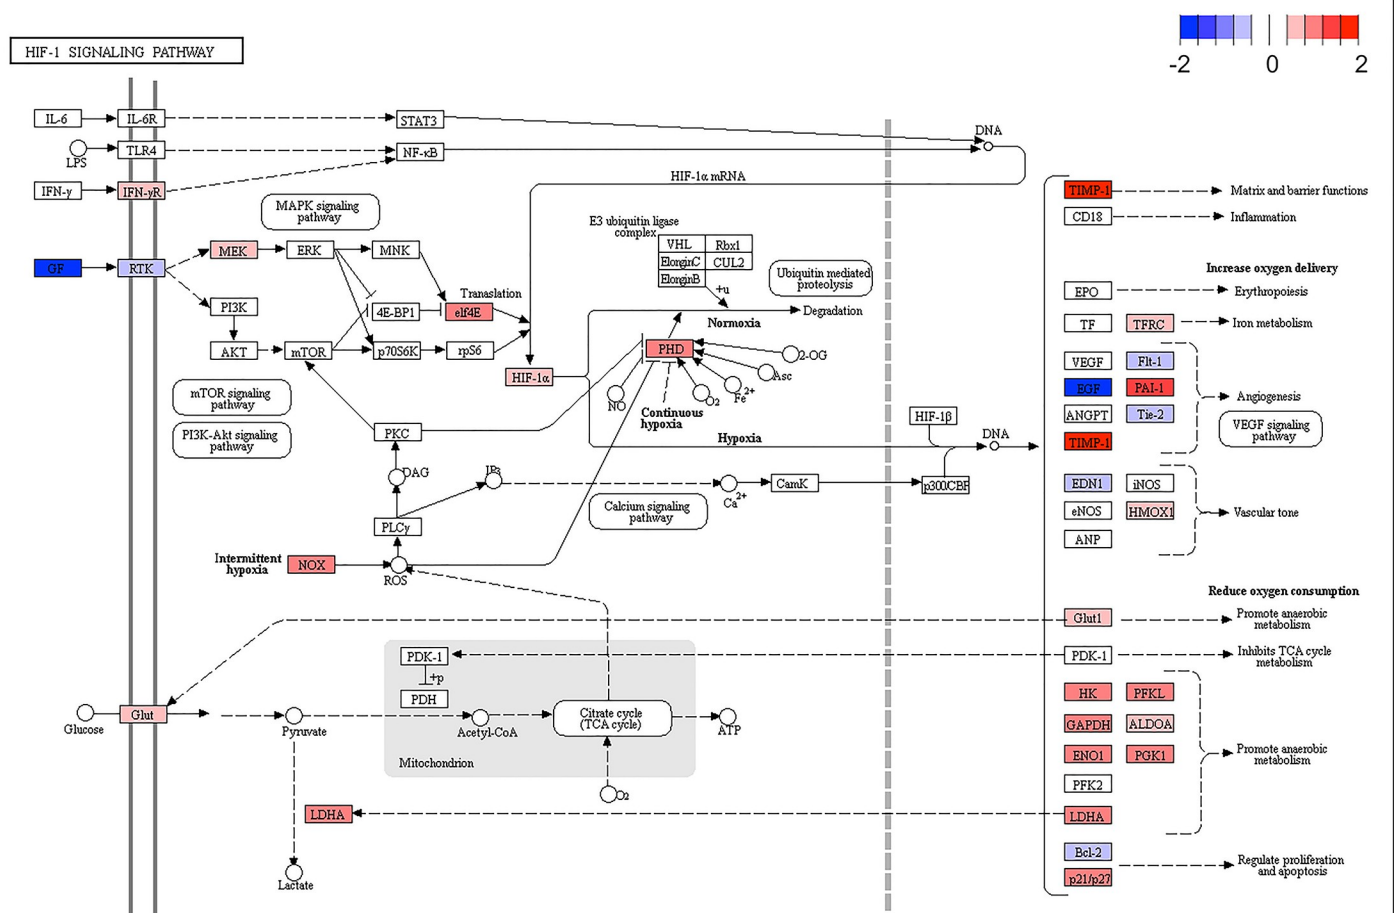 -2
0
2
HIF-1 SIGNALING PATHWAY
IL-6
IL-6R
STAT3
DNA
LPS
TLR4
NF-κB
HIF-1α mRNA
IFN-γ
IFN-γR
TIMP-1
Matrix and barrier functions
MAPK signaling
pathway
CD18
Inflammation
E3 ubiquitin ligase
complex
VHL
Rbx1
ElonginC
CUL2
ElonginB
+u
Ubiquitin mediated
proteolysis
GF
RTK
MEK
ERK
MNK
Increase oxygen delivery
EPO
Erythropoiesis
PI3K
4E-BP1
Tranaslation
elf4E
Degradation
Normoxia
TF
TFRC
Iron metabolism
AKT
mTOR
p70S6K
rpS6
HIF-1α
PHD
2-OG
Asc
Fe2+
O2
NO
Continuous
hypoxia
VEGF
Flt-1
EGF
PAI-1
Angiogenesis
ANGPT
Tie-2
TIMP-1
VEGF signaling
pathway
mTOR signaling
pathway
PI3K-Akt signaling
pathway
PKC
Hypoxia
HIF-1β
DNA
DAG
IP3
Ca2+
CamK
p300/CBP
Calcium signaling
pathway
EDN1
iNOS
eNOS
HMOX1
Vascular tone
ANP
PLCγ
Intermittent
hypoxia
NOX
ROS
Reduce oxygen consumption
Glut1
Promote anaerobic
metabolism
PDK-1
+p
PDH
PDK-1
Inhibits TCA cycle
metabolism
Glucose
Glut
Pyruvate
Acetyl-CoA
Citrate cycle
(TCA cycle)
ATP
Mitochondrion
O2
HK
PFKL
GAPDH
ALDOA
ENO1
PGK1
Promote anaerobic
metabolism
PFK2
LDHA
LDHA
Lactate
Bcl-2
p21/p27
Regulate proliferation
and apoptosis